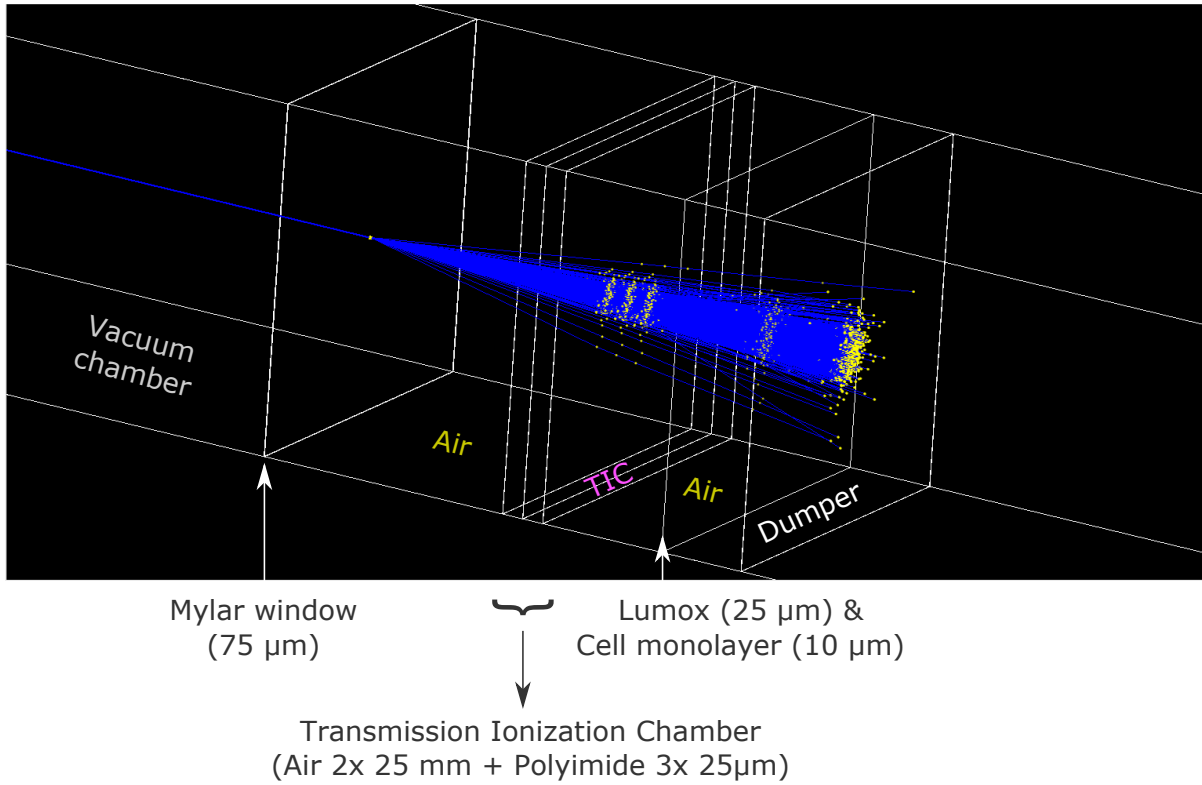 Vacuum
chamber
Air
TIC
Air
Dumper
Mylar window
(75 µm)
Lumox (25 µm) &
Cell monolayer (10 µm)
Transmission Ionization Chamber
(Air 2x 25 mm + Polyimide 3x 25µm)